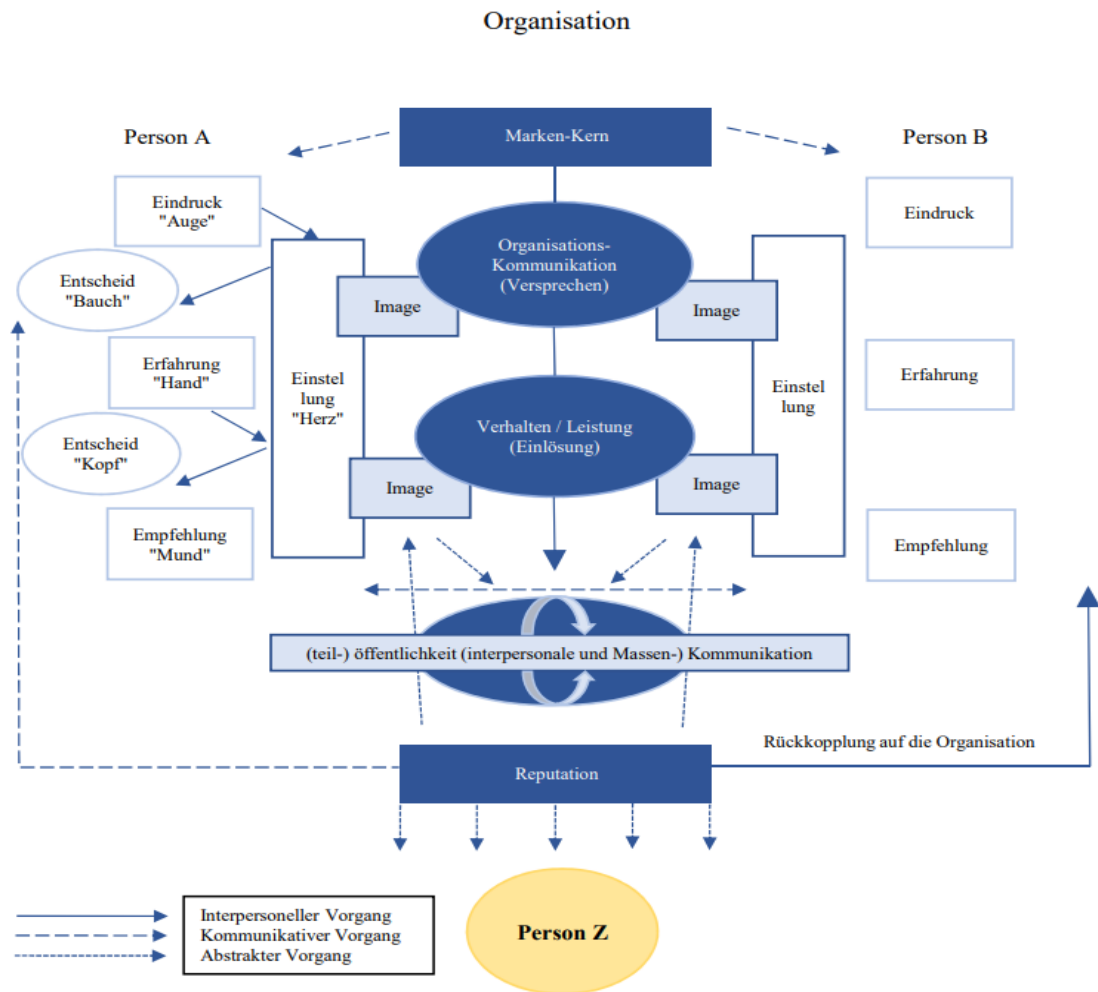 Organisation
Person A
Marken-Kern
Person B
Eindruck
"Auge"
Entscheid
"Bauch"
Erfahrung
"Hand"
Entscheid
"Kopf"
Empfehlung
"Mund"
Einstel
lung
"Herz"
Organisations-
Kommunikation
(Versprechen)
Image
Image
Verhalten / Leistung
(Einlösung)
Image
Image
Einstel
lung
Eindruck
Erfahrung
Empfehlung
(teil-) öffentlichkeit (interpersonale und Massen-) Kommunikation
Rückkopplung auf die Organisation
Reputation
Interpersoneller Vorgang
Kommunikativer Vorgang
Abstrakter Vorgang
Person Z